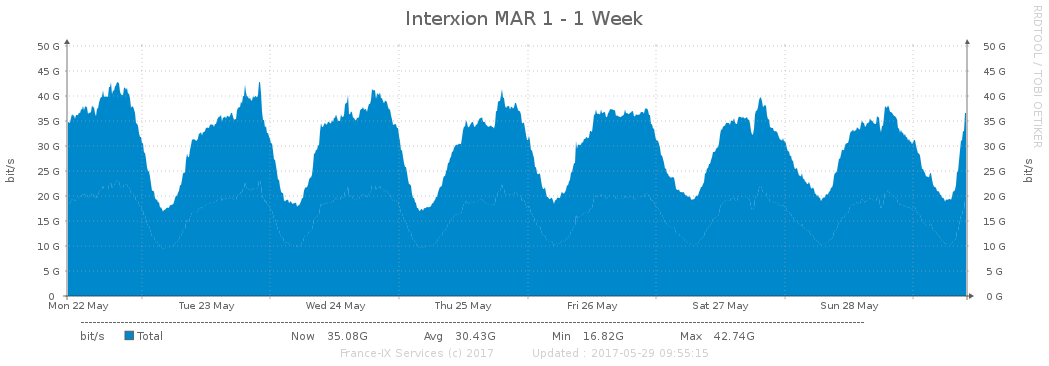 Interxion MAR 1 - 1 Week
RRDTOOL / TOBI OETIKER
50 G 50 G
45 G 45 G
40 G 40 G
35 G 35 G
30 G 30 G
25 G 25 G
20 G 20 G
15 G 15 G
10 G 10 G
5 G 5 G
0 0 G
bit/s bit/s
Mon 22 May Tue 23 May Wed 24 May Thu 25 May Fri 26 May Sat 27 May Sun 28 May
bit/s Total Now 35.08G Avg 30.43G Min 16.82G Max 42.74G
France-IX Services (c) 2017 Updated : 2017-05-29 09:55:15